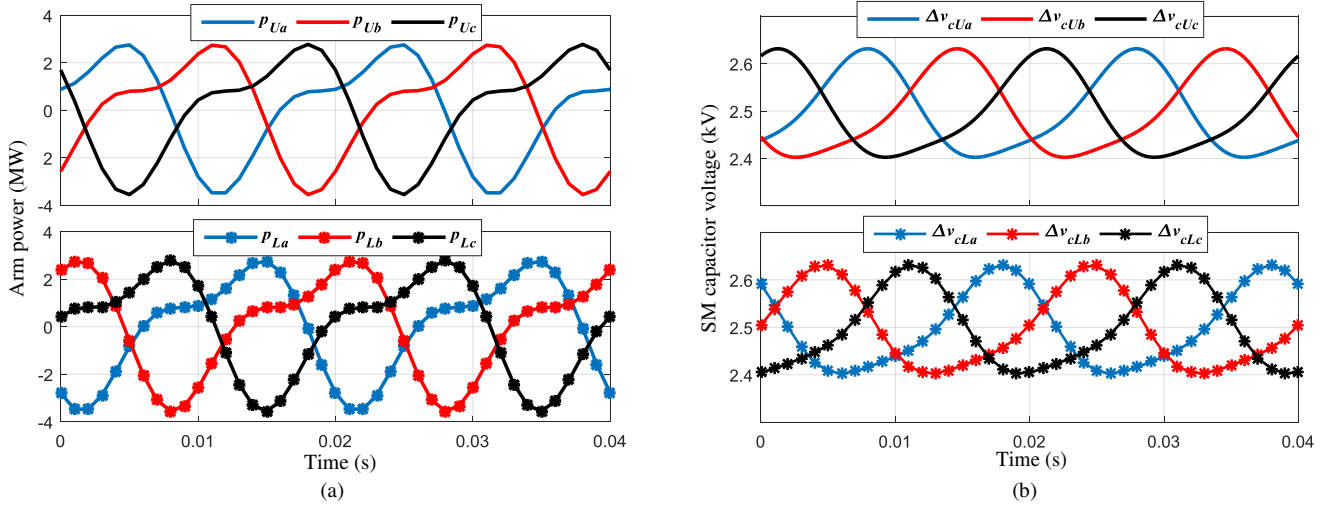 p_Ua p_Ub p_Uc
4
2
0
2
-4
p_La p_Lb p_Lc
4
2
0
-2
-4
0 0.01 0.02 0.03 0.04
Arm power (MW)
Time (s)
(a)
Δv_cUa Δv_cUb Δv_cUc
2.6
2.5
2.4
Δv_cLa Δv_cLb Δv_cLc
2.6
2.5
2.4
0 0.01 0.02 0.03 0.04
SM capacitor voltage (kV)
Time (s)
(b)